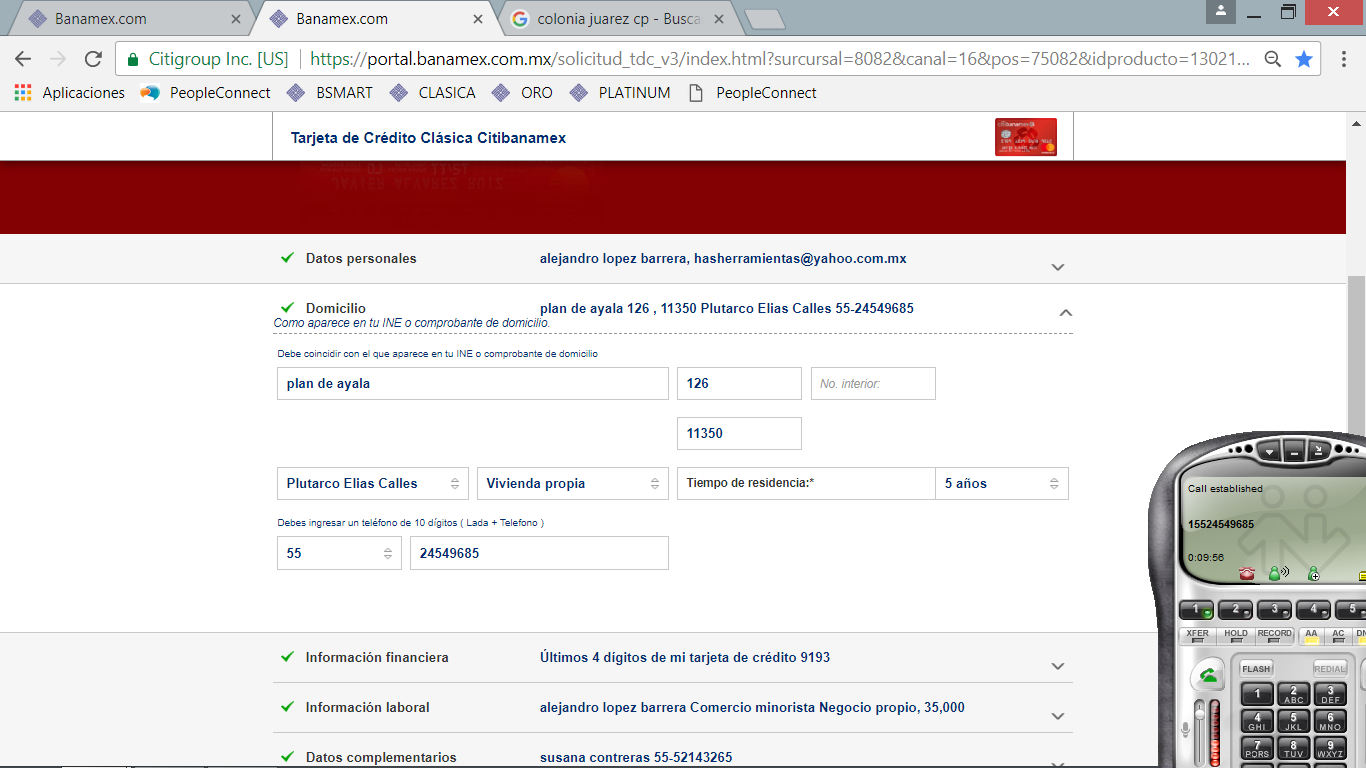 Banamex.com
Banamex.com
colonia juarez cp - Busca
Citigroup Inc. [US]
https://portal.banamex.com.mx/solicitud_tdc_v3/index.html?surcursal=8082&canal=16&pos=75082&idproducto=13021...
Aplicaciones PeopleConnect BSMART CLASICA ORO PLATINUM PeopleConnect
Tarjeta de Crédito Clásica Citibanamex
Datos personales alejandro lopez barrera, hasherramientas@yahoo.com.mx
Domicilio plan de ayala 126 , 11350 Plutarco Elias Calles 55-24549685
Como aparece en tu INE o comprobante de domicilio.
Debe coincidir con el que aparece en tu INE o comprobante de domicilio
plan de ayala 126 No. interior:
11350
Plutarco Elias Calles Vivienda propia Tiempo de residencia:* 5 años
Debes ingresar un teléfono de 10 dígitos ( Lada + Telefono )
55 24549685
Información financiera Últimos 4 dígitos de mi tarjeta de crédito 9193
Información laboral alejandro lopez barrera Comercio minorista Negocio propio, 35,000
Datos complementarios susana contreras 55-52143265
Call established
15524549685
0:09:56
1 2 3 4 5
XFER HOLD RECORD AA AC DN
FLASH REDIAL
1 2 ABC 3 DEF
4 GHI 5 JKL 6 MNO
7 PQRS 8 TUV 9 WXYZ